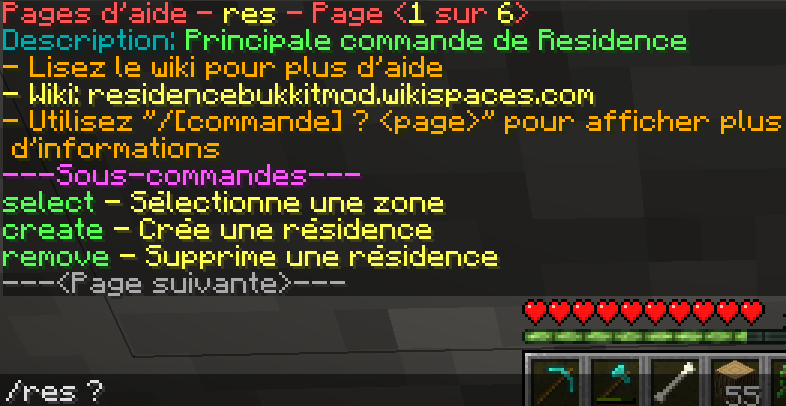 Pages d'aide - res - Page <1 sur 6>
Description: Principale commande de Residence
- Lisez le wiki pour plus d'aide
- Wiki: residencebukkitmod.wikispaces.com
- Utilisez "/[commande] ? <page>" pour afficher plus
d'informations
---Sous-commandes---
select - Sélectionne une zone
create - Crée une résidence
remove - Supprime une résidence
---<Page suivante>---
/res ?
55